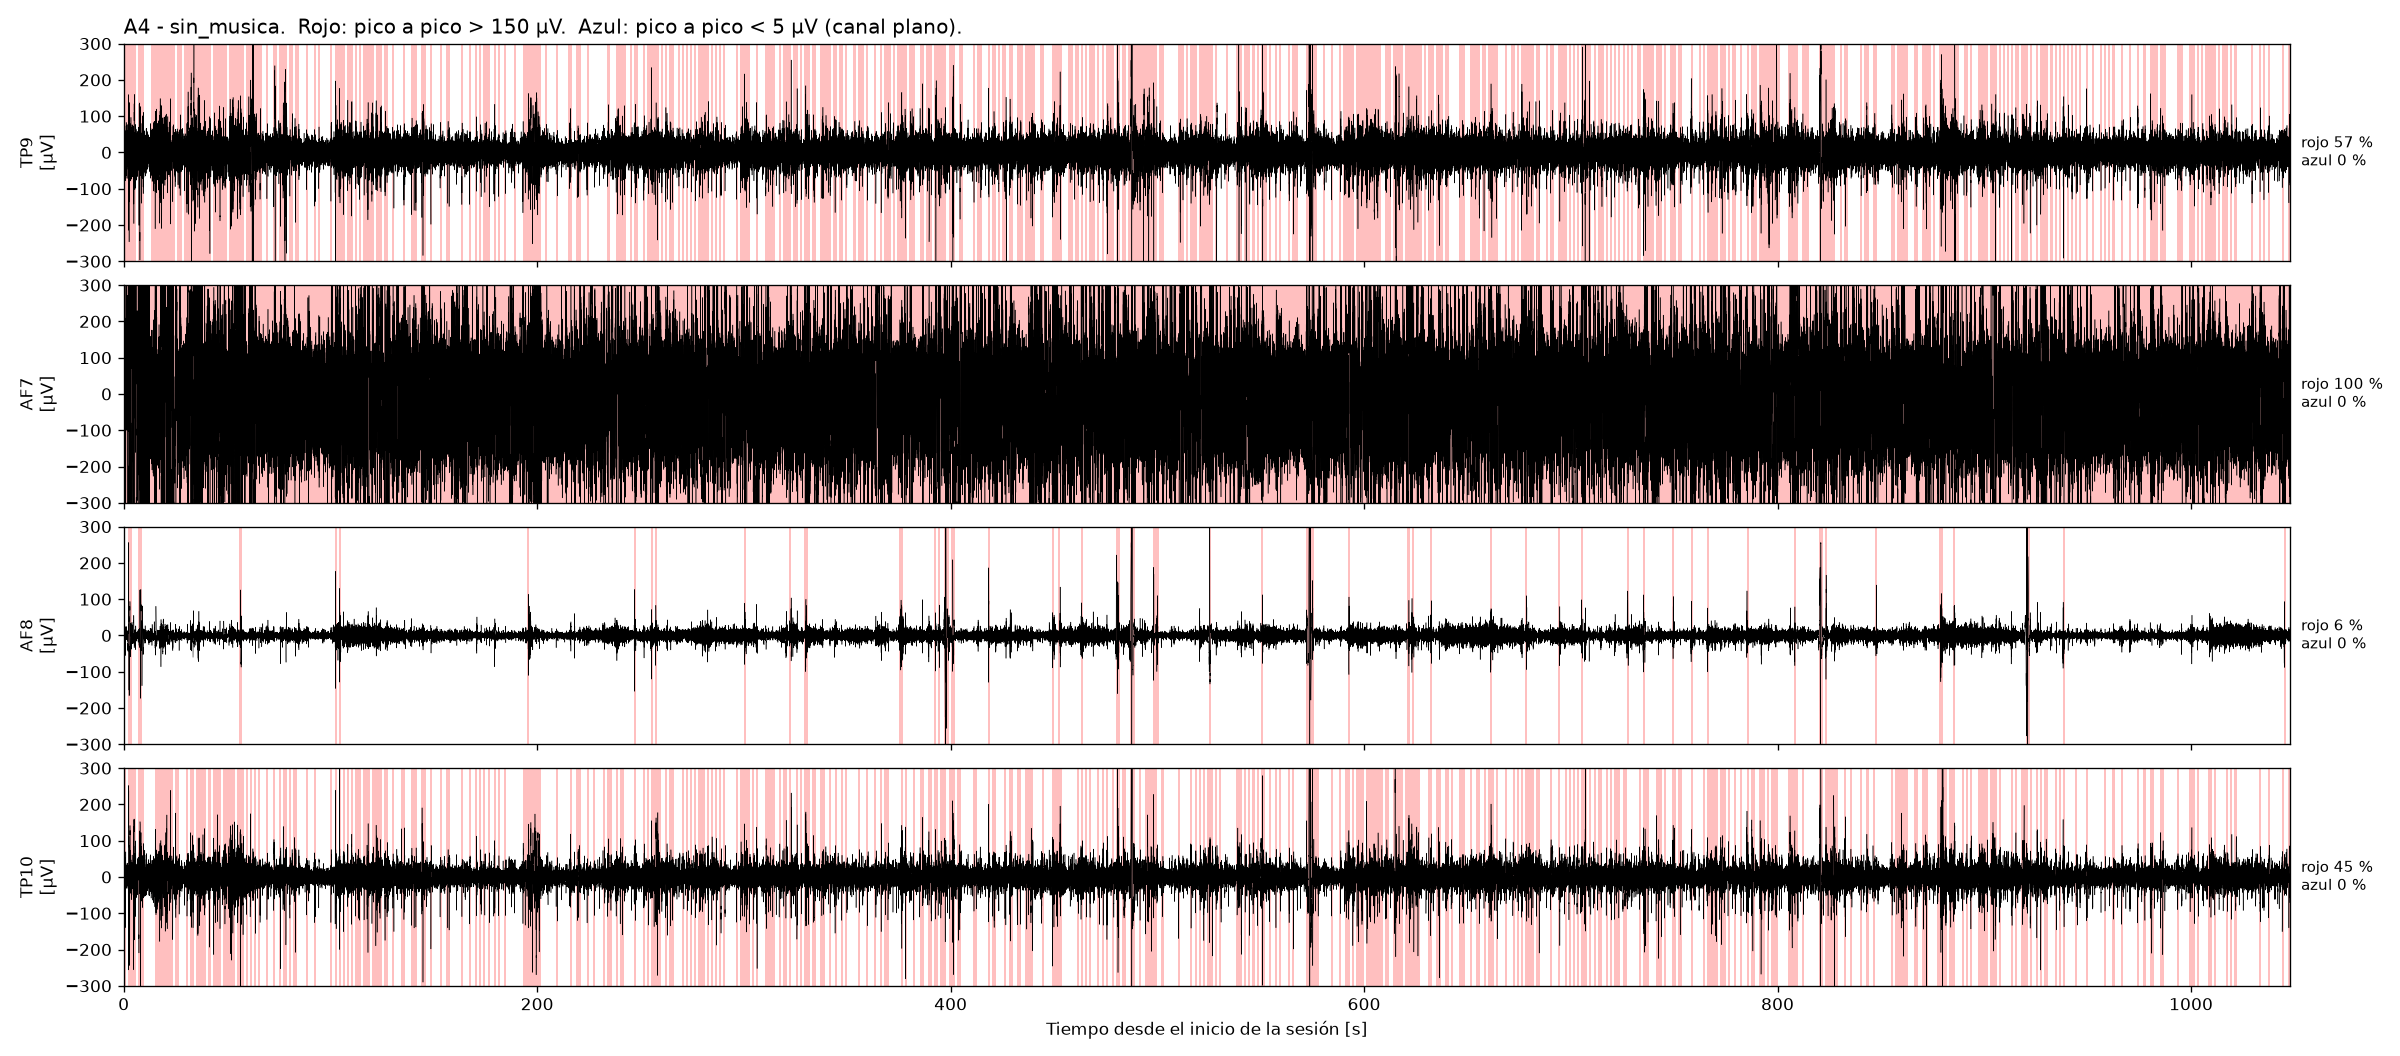 A4 - sin_musica.  Rojo: pico a pico > 150 µV.  Azul: pico a pico < 5 µV (canal plano).
300
200
100
0
−100
−200
−300
TP9
[µV]
rojo 57 %
azul 0 %
300
200
100
0
−100
−200
−300
AF7
[µV]
rojo 100 %
azul 0 %
300
200
100
0
−100
−200
−300
AF8
[µV]
rojo 6 %
azul 0 %
300
200
100
0
−100
−200
−300
TP10
[µV]
rojo 45 %
azul 0 %
0 200 400 600 800 1000
Tiempo desde el inicio de la sesión [s]